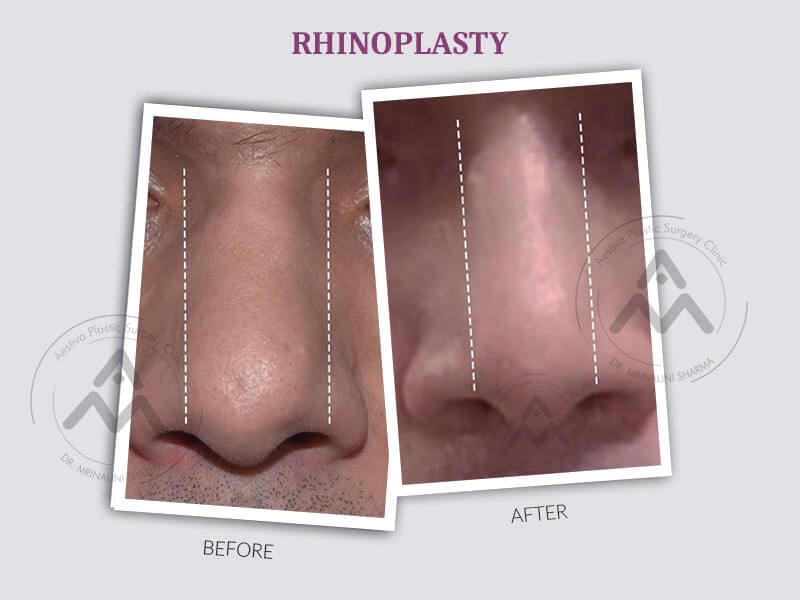 RHINOPLASTY
Aestiva Plastic Surgery Clinic
DR. MRINALINI SHARMA
Aestiva Plastic Surgery Clinic
DR. MRINALINI SHARMA
BEFORE
AFTER